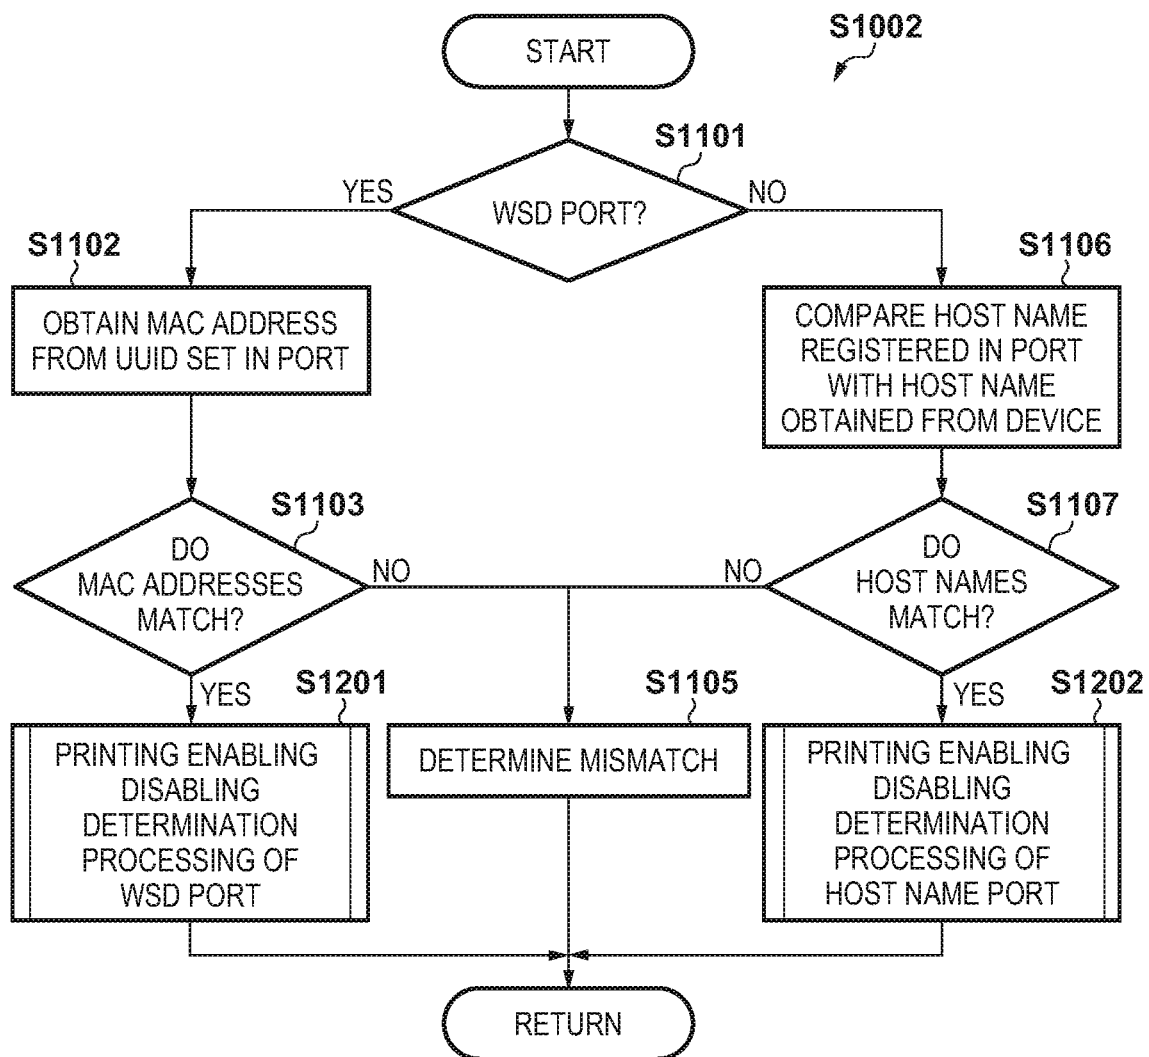 S1002
START
S1101
YES
WSD PORT?
NO
S1102
OBTAIN MAC ADDRESS
FROM UUID SET IN PORT
S1106
COMPARE HOST NAME
REGISTERED IN PORT
WITH HOST NAME
OBTAINED FROM DEVICE
S1103
DO
MAC ADDRESSES
MATCH?
NO
YES
S1107
DO
HOST NAMES
MATCH?
NO
YES
S1201
PRINTING ENABLING
DISABLING
DETERMINATION
PROCESSING OF
WSD PORT
S1105
DETERMINE MISMATCH
S1202
PRINTING ENABLING
DISABLING
DETERMINATION
PROCESSING OF
HOST NAME PORT
RETURN